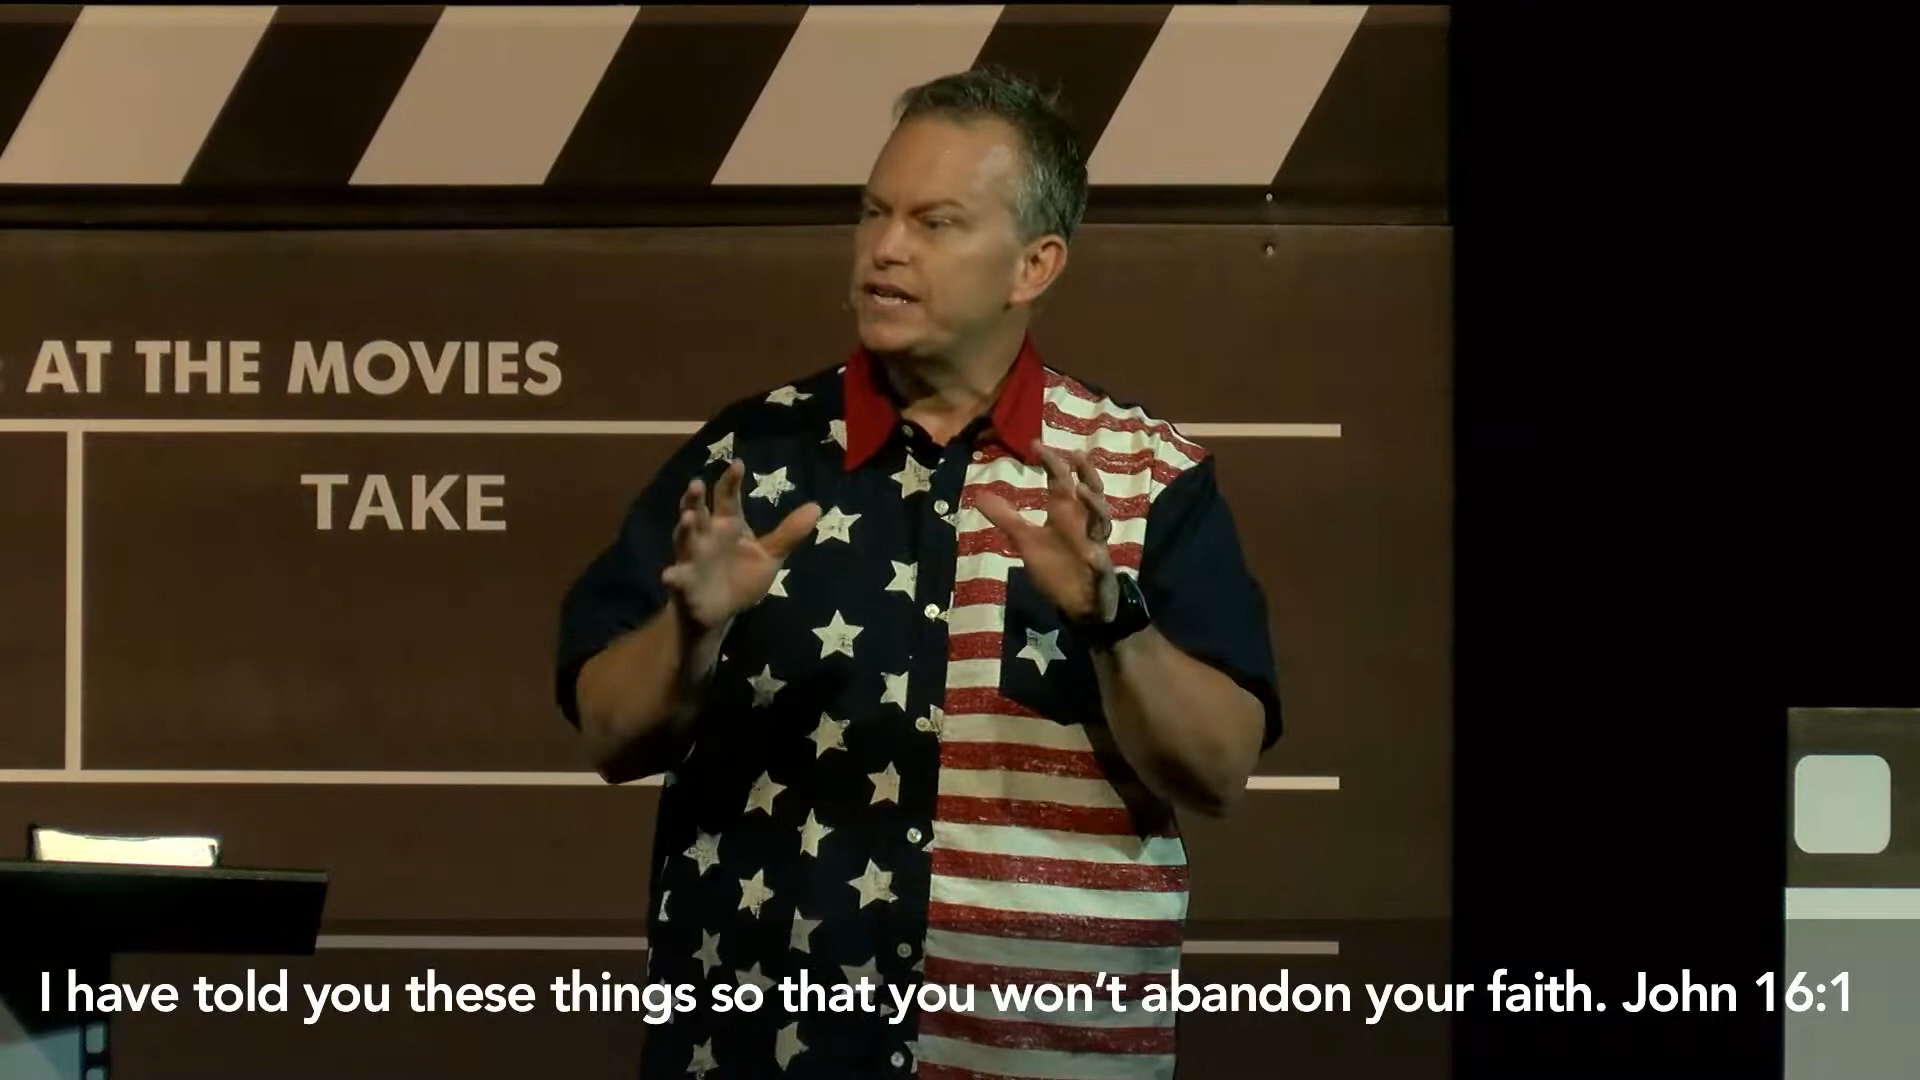 AT THE MOVIES
TAKE
I have told you these things so that you won’t abandon your faith. John 16:1